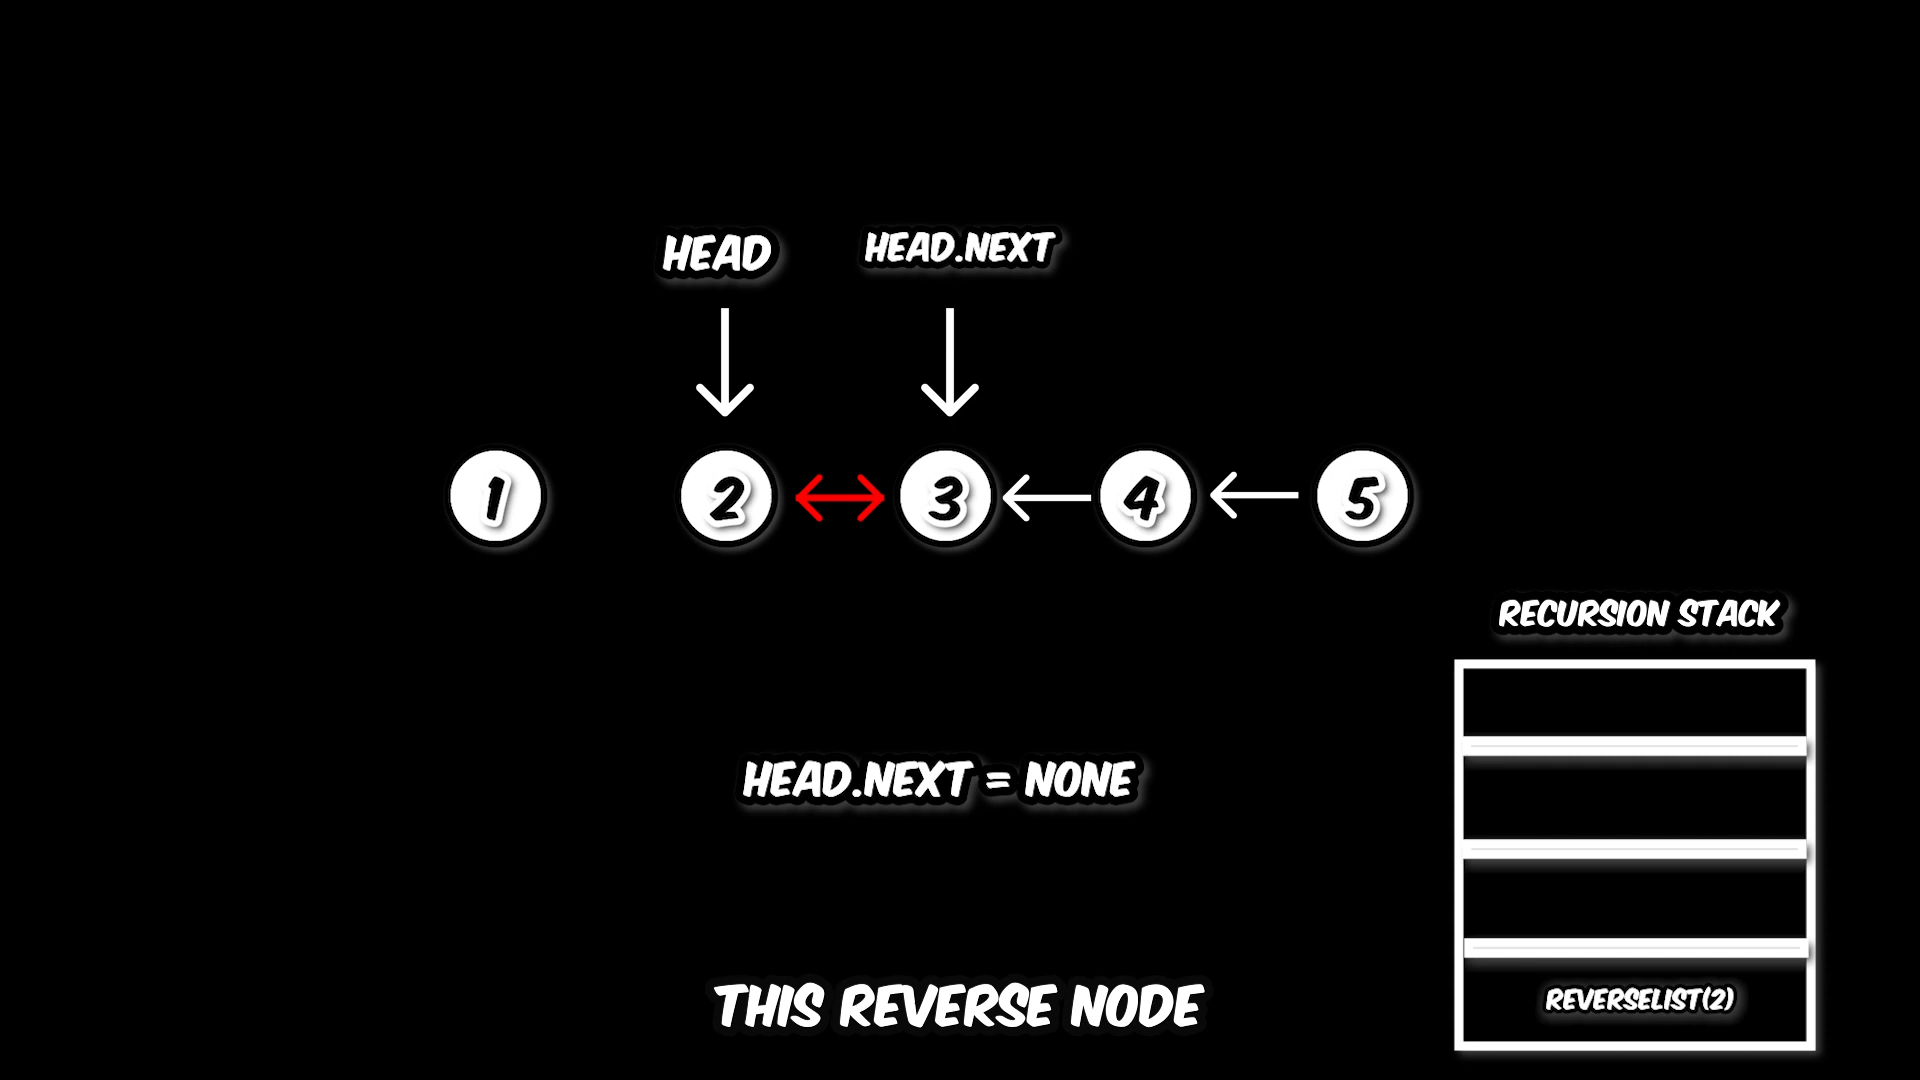 HEAD
HEAD.NEXT
1 2 3 4 5
RECURSION STACK
HEAD.NEXT = NONE
REVERSELIST(2)
THIS REVERSE NODE